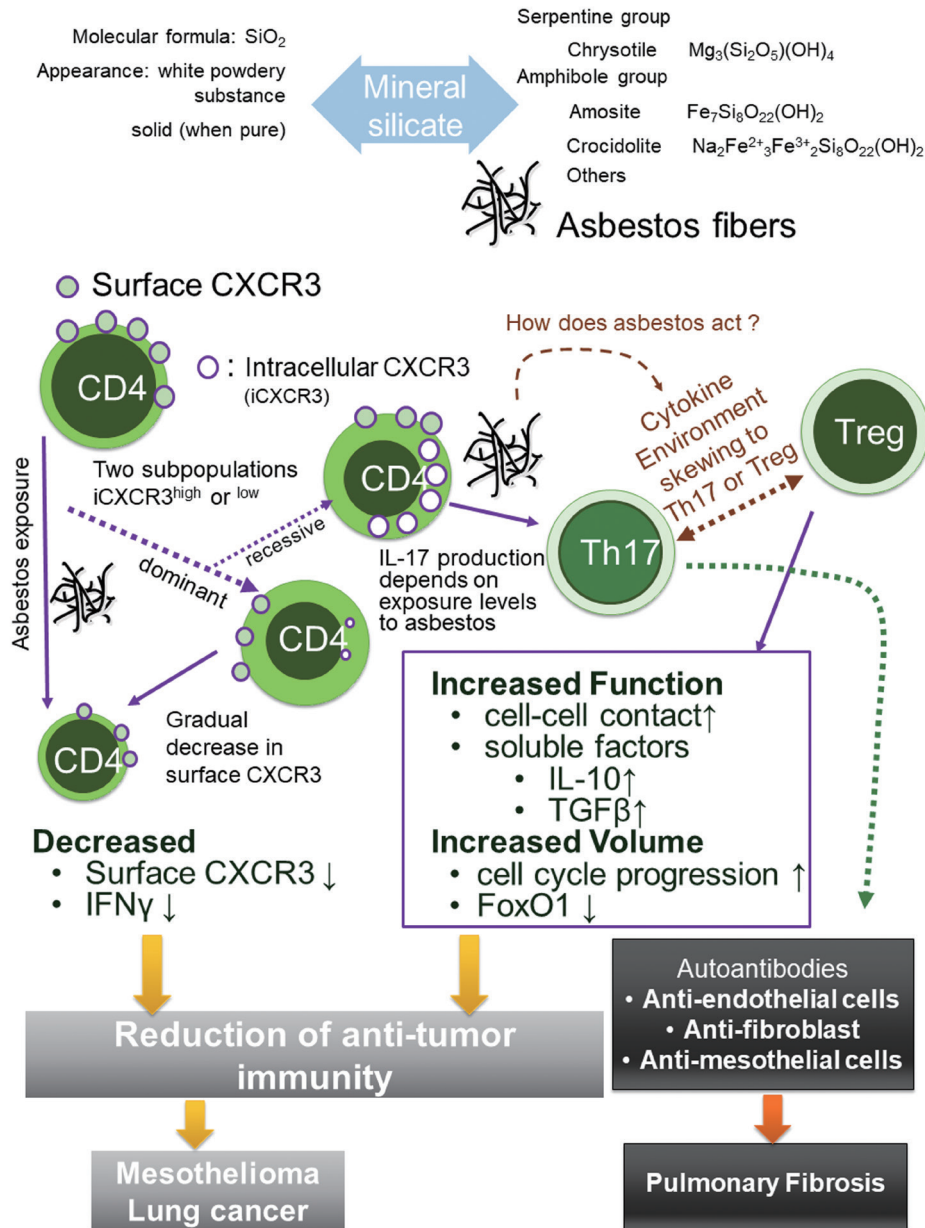 Molecular formula: SiO₂
Appearance: white powdery
substance
solid (when pure)
Mineral
silicate
Serpentine group
Chrysotile Mg₃(Si₂O₅)(OH)₄
Amphibole group
Amosite Fe₇Si₈O₂₂(OH)₂
Crocidolite Na₂Fe²⁺₃Fe³⁺₂Si₈O₂₂(OH)₂
Others
Asbestos fibers
Surface CXCR3
CD4
: Intracellular CXCR3
(iCXCR3)
How does asbestos act ?
Cytokine
Environment
skewing to
Th17 or Treg
Treg
Asbestos exposure
Two subpopulations
iCXCR3ʰⁱᵍʰ or ˡᵒʷ
recessive
dominant
CD4
IL-17 production
depends on
exposure levels
to asbestos
Th17
CD4
CD4
Gradual
decrease in
surface CXCR3
Decreased
• Surface CXCR3 ↓
• IFNγ ↓
Increased Function
• cell-cell contact↑
• soluble factors
• IL-10↑
• TGFβ↑
Increased Volume
• cell cycle progression ↑
• FoxO1 ↓
Reduction of anti-tumor
immunity
Mesothelioma
Lung cancer
Autoantibodies
• Anti-endothelial cells
• Anti-fibroblast
• Anti-mesothelial cells
Pulmonary Fibrosis